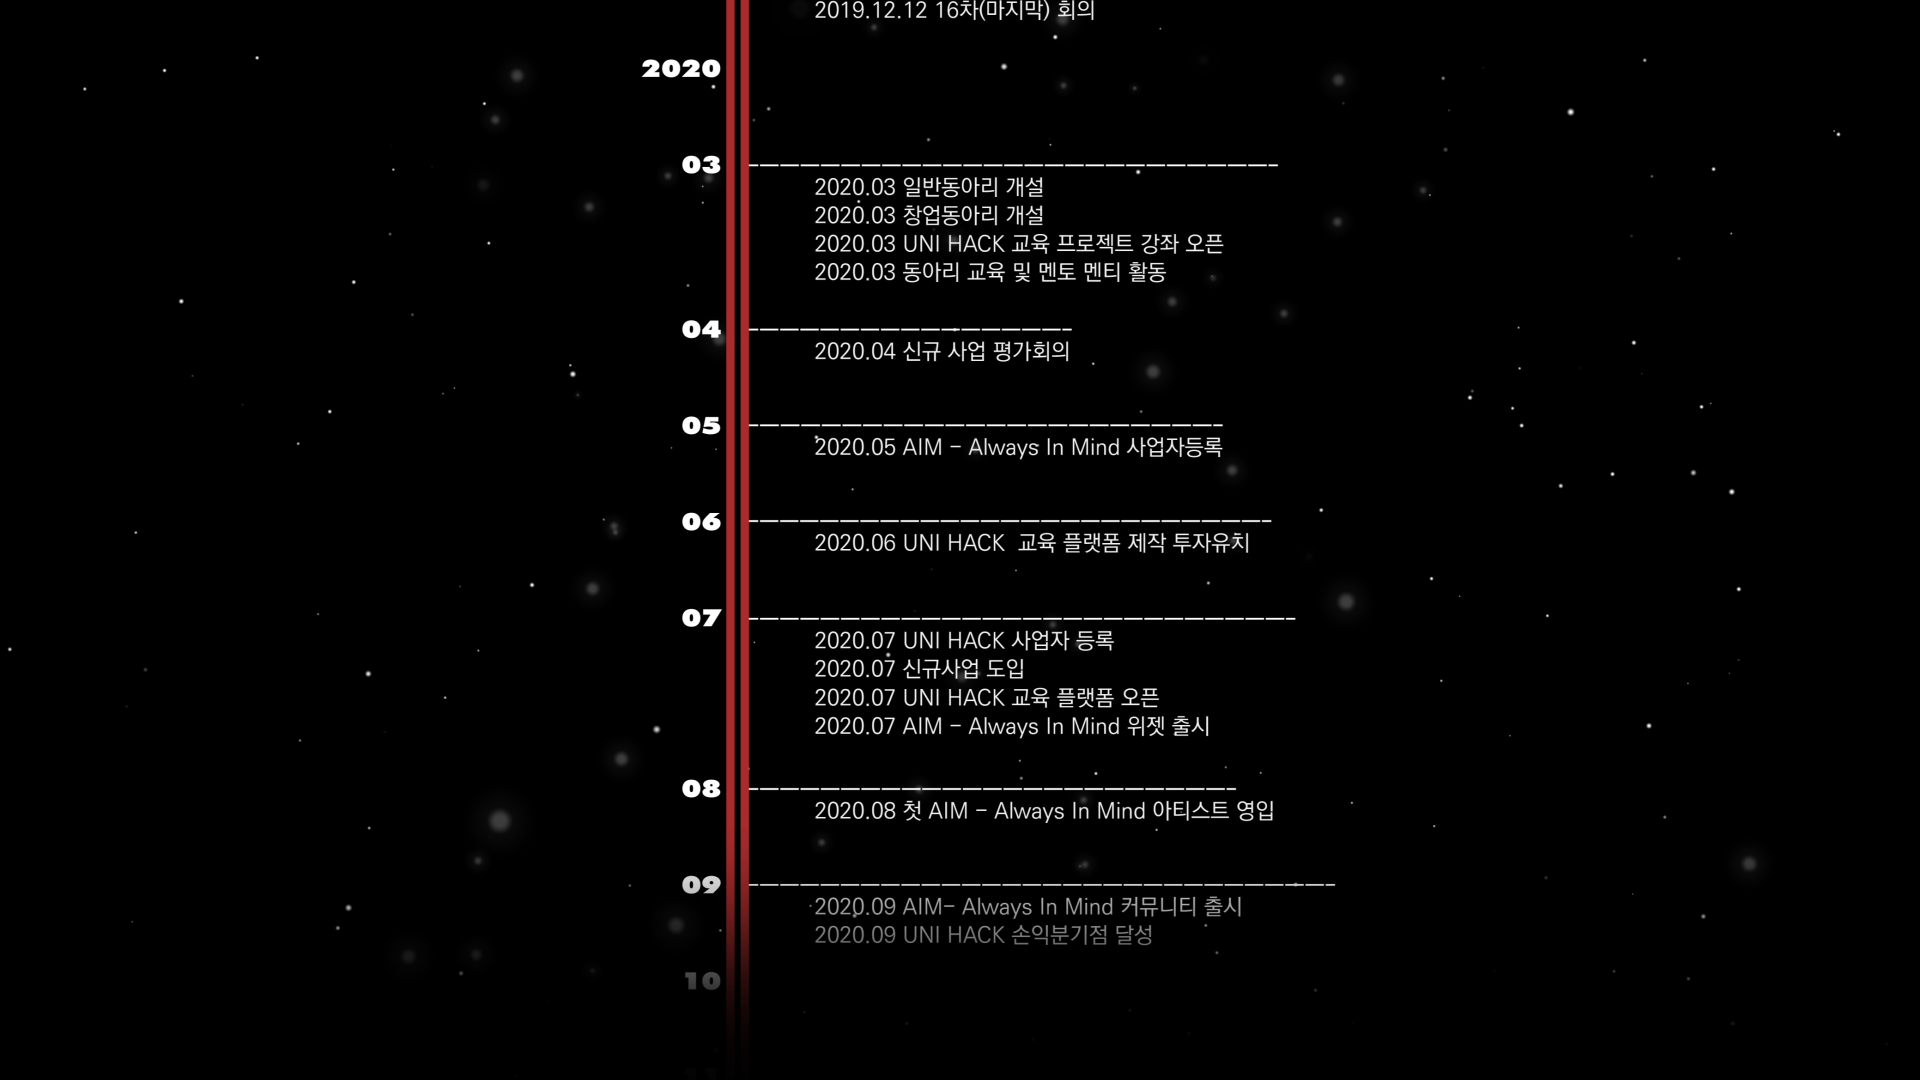 2019.12.12 16차(마지막) 회의
2020
03
2020.03 일반동아리 개설
2020.03 창업동아리 개설
2020.03 UNI HACK 교육 프로젝트 강좌 오픈
2020.03 동아리 교육 및 멘토 멘티 활동
04
2020.04 신규 사업 평가회의
05
2020.05 AIM - Always In Mind 사업자등록
06
2020.06 UNI HACK  교육 플랫폼 제작 투자유치
07
2020.07 UNI HACK 사업자 등록
2020.07 신규사업 도입
2020.07 UNI HACK 교육 플랫폼 오픈
2020.07 AIM - Always In Mind 위젯 출시
08
2020.08 첫 AIM - Always In Mind 아티스트 영입
09
2020.09 AIM- Always In Mind 커뮤니티 출시
2020.09 UNI HACK 손익분기점 달성
10